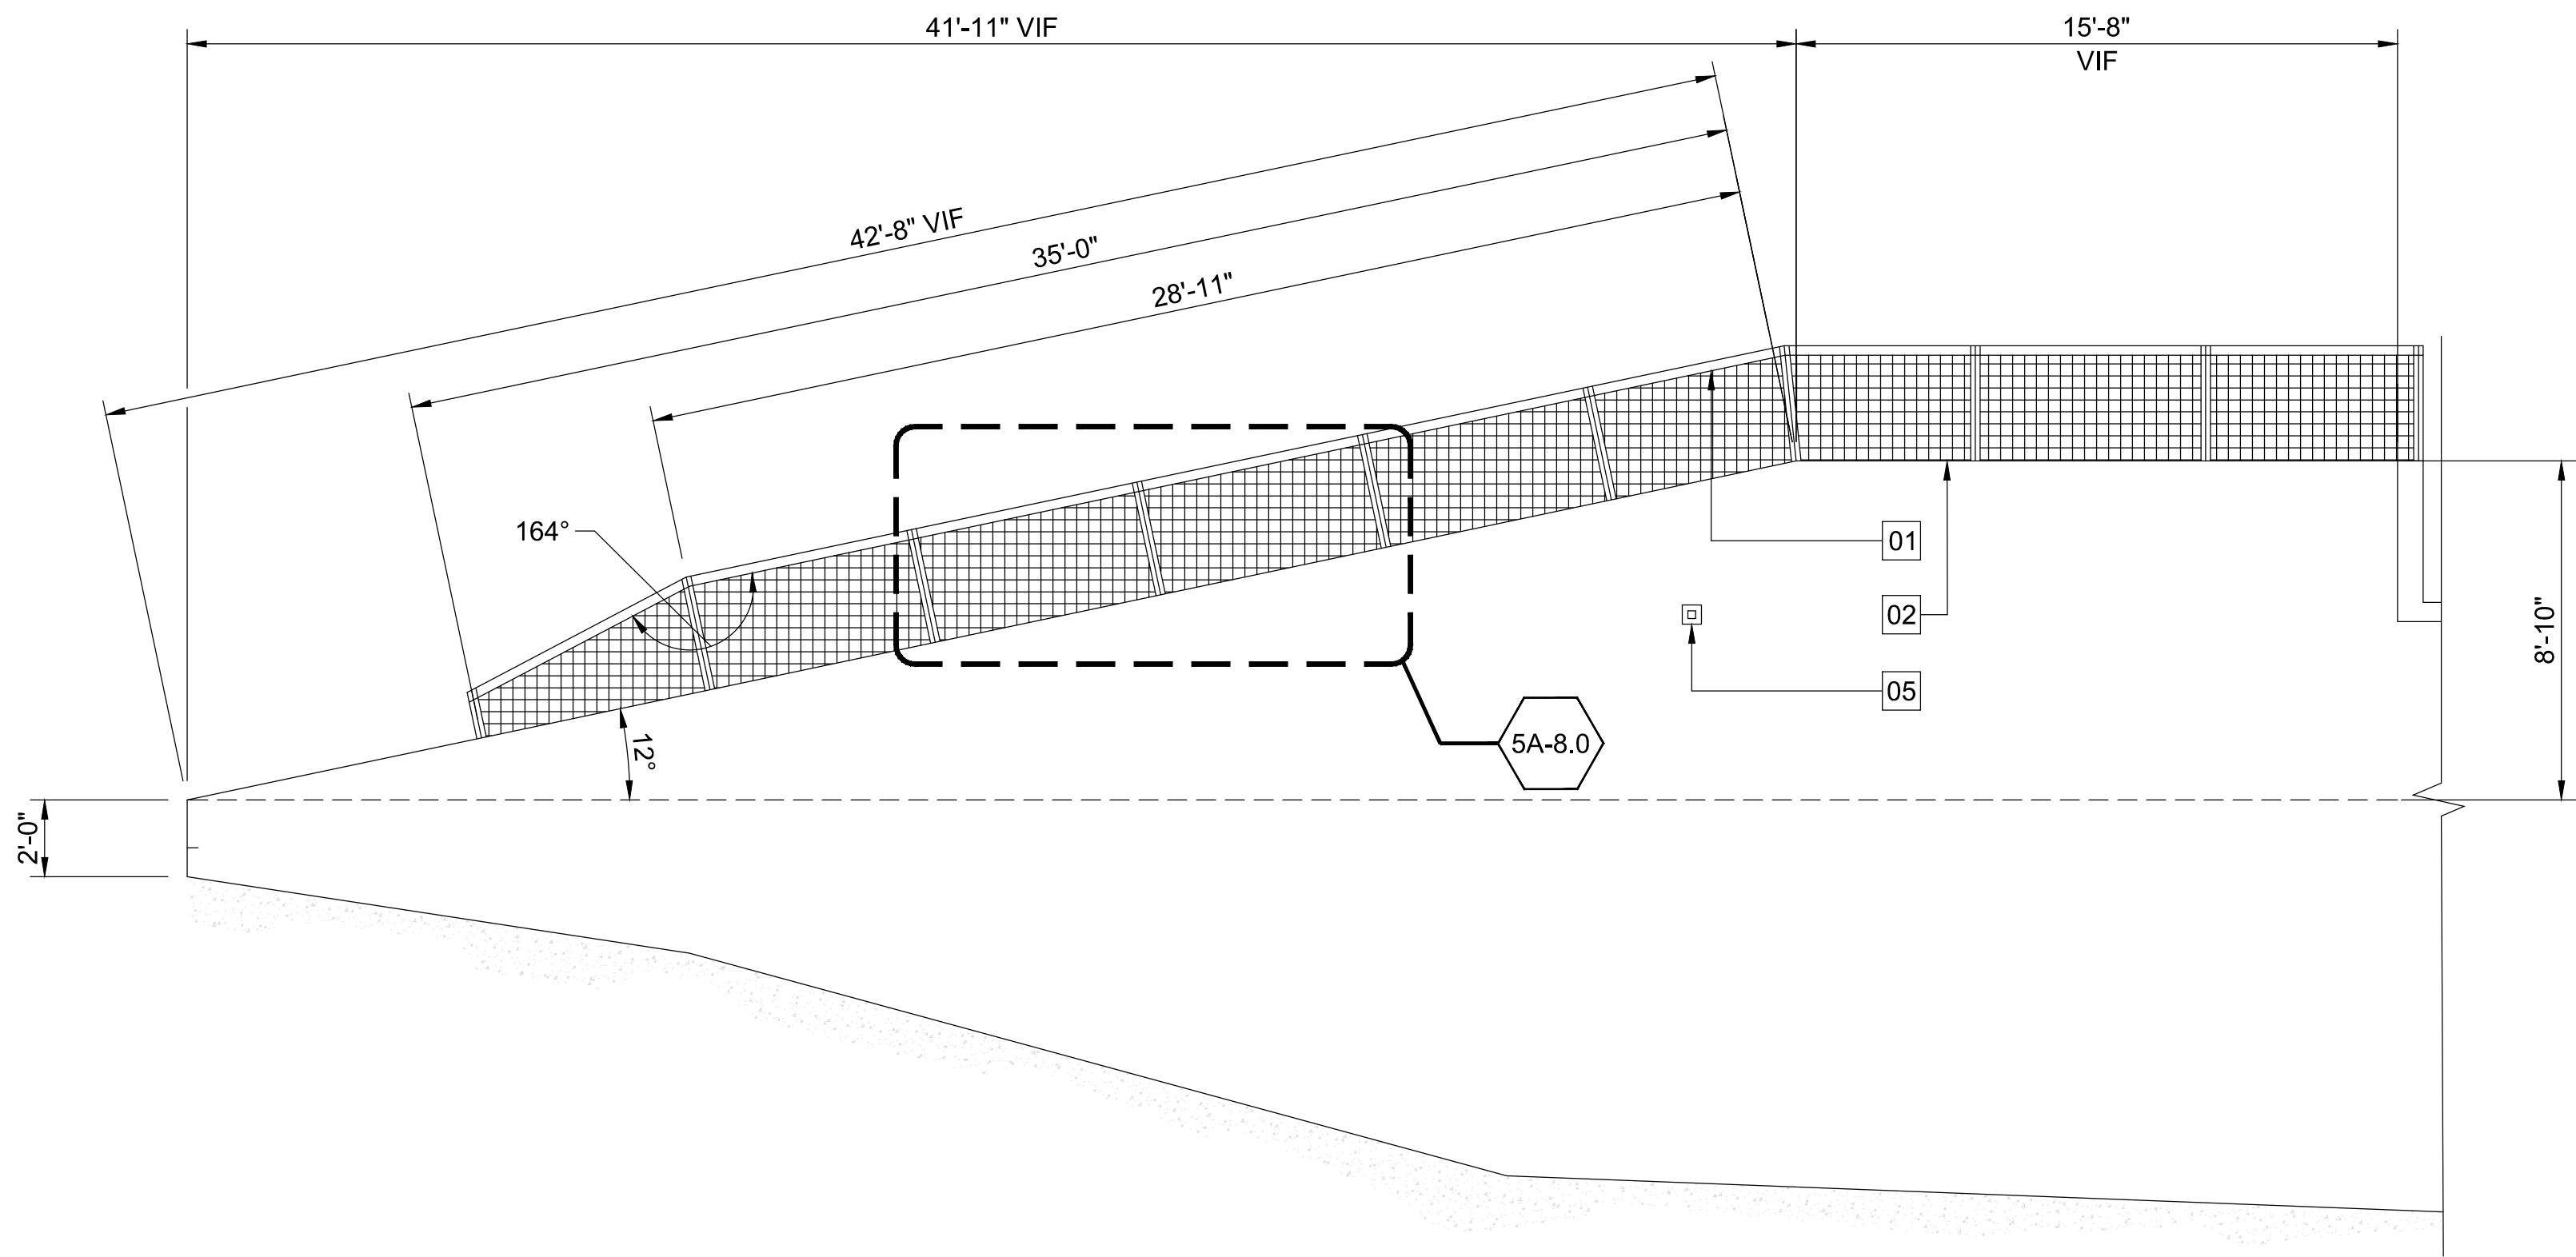 41'-11" VIF
15'-8"
VIF
42'-8" VIF
35'-0"
28'-11"
164°
01
02
8'-10"
05
5A-8.0
12°
2'-0"